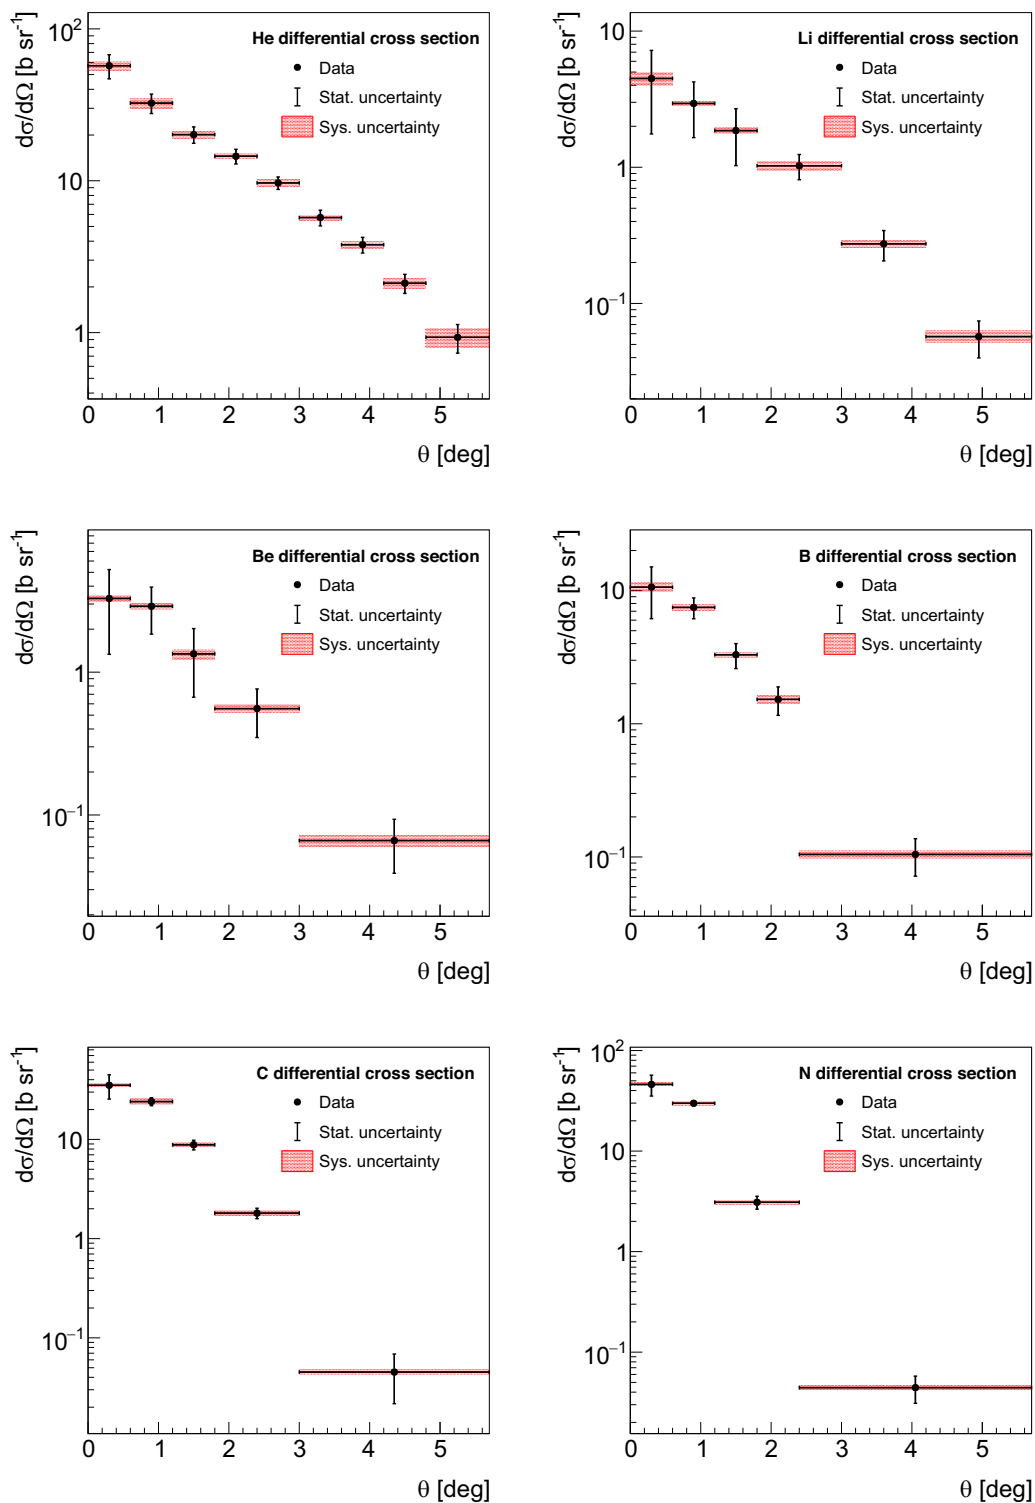 He differential cross section
Data
Stat. uncertainty
Sys. uncertainty
dσ/dΩ [b sr⁻¹]
10²
10
1
0 1 2 3 4 5
θ [deg]
Li differential cross section
Data
Stat. uncertainty
Sys. uncertainty
dσ/dΩ [b sr⁻¹]
10
1
10⁻¹
0 1 2 3 4 5
θ [deg]
Be differential cross section
Data
Stat. uncertainty
Sys. uncertainty
dσ/dΩ [b sr⁻¹]
1
10⁻¹
0 1 2 3 4 5
θ [deg]
B differential cross section
Data
Stat. uncertainty
Sys. uncertainty
dσ/dΩ [b sr⁻¹]
10
1
10⁻¹
0 1 2 3 4 5
θ [deg]
C differential cross section
Data
Stat. uncertainty
Sys. uncertainty
dσ/dΩ [b sr⁻¹]
10
1
10⁻¹
0 1 2 3 4 5
θ [deg]
N differential cross section
Data
Stat. uncertainty
Sys. uncertainty
dσ/dΩ [b sr⁻¹]
10²
10
1
10⁻¹
0 1 2 3 4 5
θ [deg]